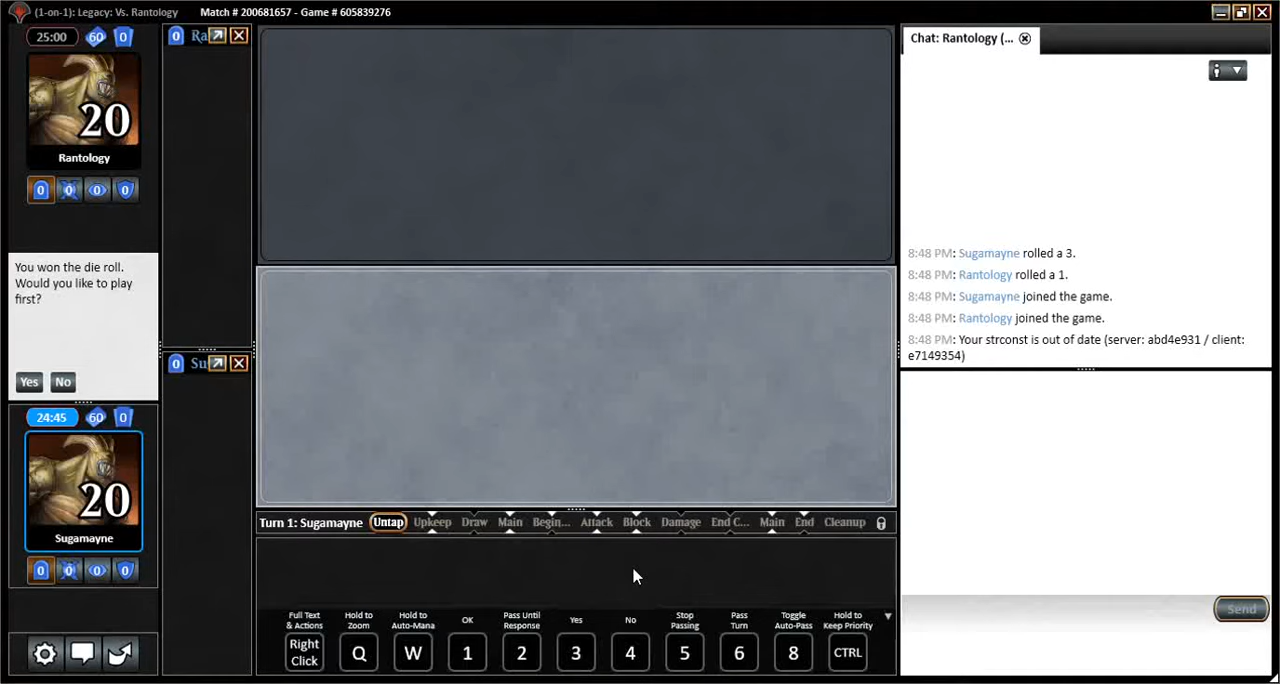 (1-on-1): Legacy: Vs. Rantology Match # 200681657 - Game # 605839276
25:00 60 0
20
Rantology
0 0 0 0
0 Ra
You won the die roll.
Would you like to play
first?
Yes No
24:45 60 0
20
Sugamayne
0 0 0 0
0 Su
Turn 1: Sugamayne Untap Upkeep Draw Main Begin... Attack Block Damage End C... Main End Cleanup
Full Text
& Actions
Right
Click
Hold to
Zoom
Q
Hold to
Auto-Mana
W
OK
1
Pass Until
Response
2
Yes
3
No
4
Stop
Passing
5
Pass
Turn
6
Toggle
Auto-Pass
8
Hold to
Keep Priority
CTRL
Chat: Rantology (...
8:48 PM: Sugamayne rolled a 3.
8:48 PM: Rantology rolled a 1.
8:48 PM: Sugamayne joined the game.
8:48 PM: Rantology joined the game.
8:48 PM: Your strconst is out of date (server: abd4e931 / client:
e7149354)
Send